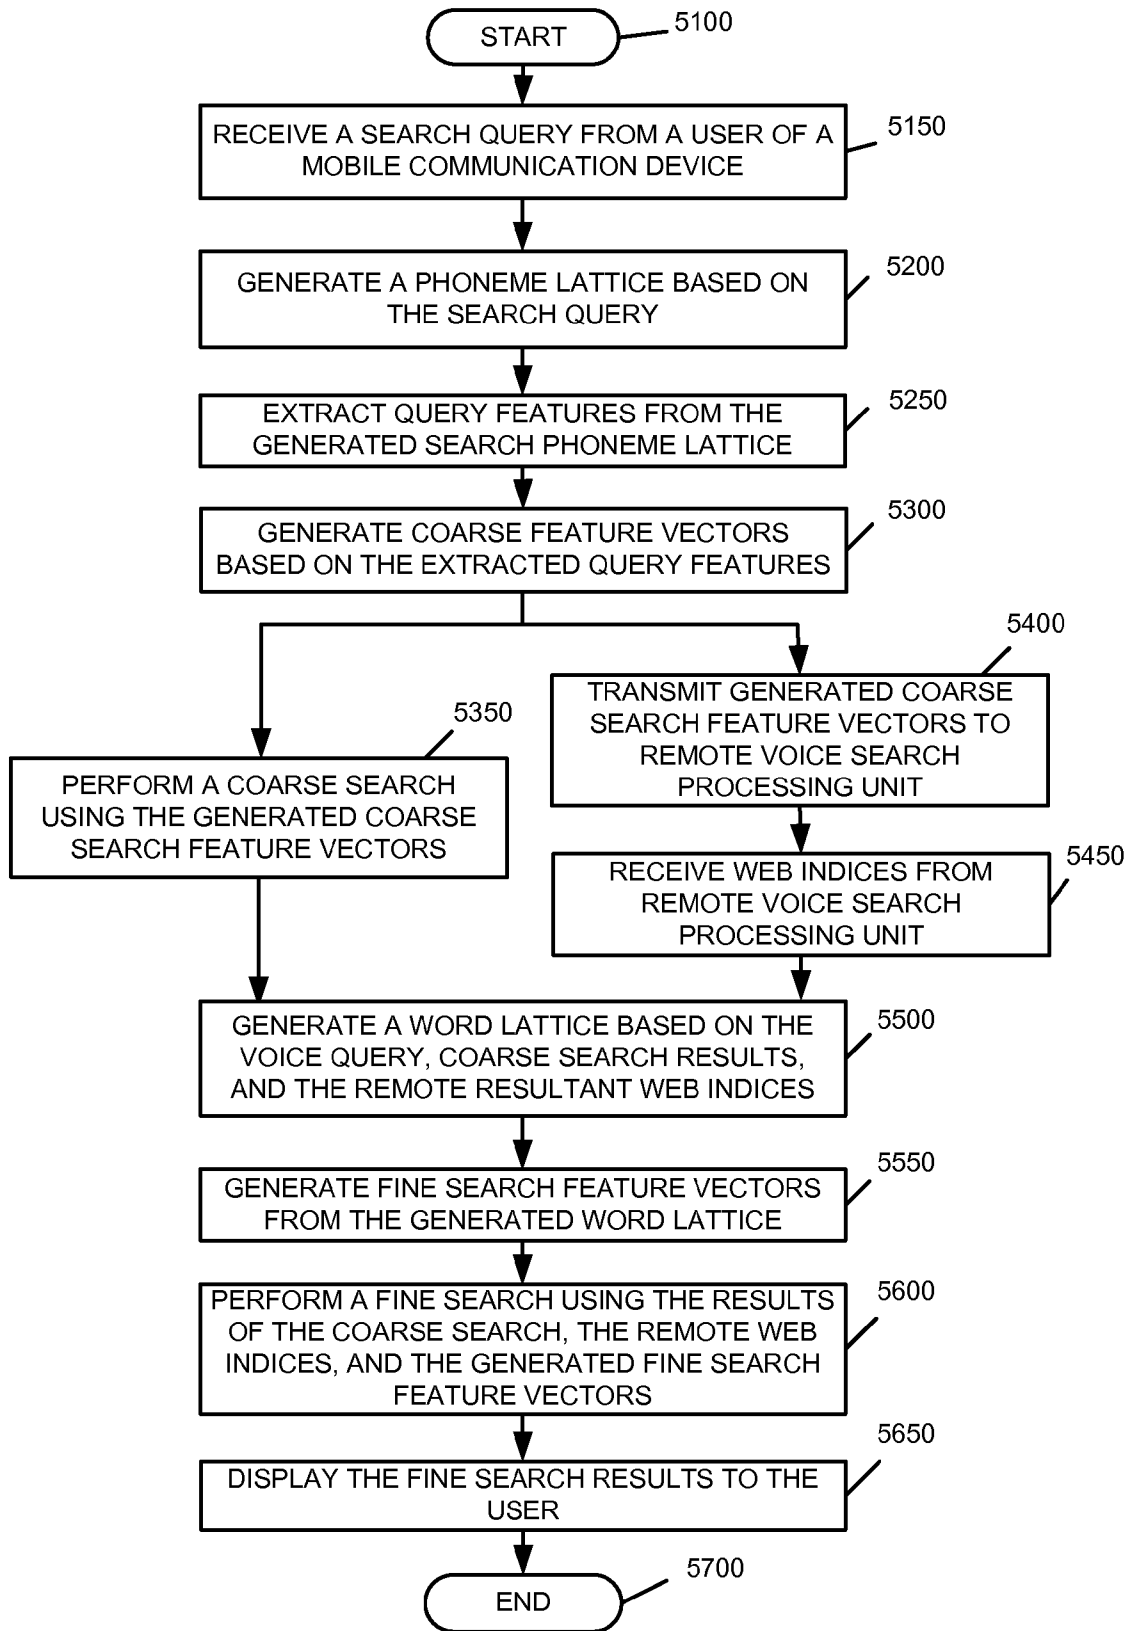 START
5100
RECEIVE A SEARCH QUERY FROM A USER OF A
MOBILE COMMUNICATION DEVICE
5150
GENERATE A PHONEME LATTICE BASED ON
THE SEARCH QUERY
5200
EXTRACT QUERY FEATURES FROM THE
GENERATED SEARCH PHONEME LATTICE
5250
GENERATE COARSE FEATURE VECTORS
BASED ON THE EXTRACTED QUERY FEATURES
5300
5350
PERFORM A COARSE SEARCH
USING THE GENERATED COARSE
SEARCH FEATURE VECTORS
5400
TRANSMIT GENERATED COARSE
SEARCH FEATURE VECTORS TO
REMOTE VOICE SEARCH
PROCESSING UNIT
5450
RECEIVE WEB INDICES FROM
REMOTE VOICE SEARCH
PROCESSING UNIT
GENERATE A WORD LATTICE BASED ON THE
VOICE QUERY, COARSE SEARCH RESULTS,
AND THE REMOTE RESULTANT WEB INDICES
5500
GENERATE FINE SEARCH FEATURE VECTORS
FROM THE GENERATED WORD LATTICE
5550
PERFORM A FINE SEARCH USING THE RESULTS
OF THE COARSE SEARCH, THE REMOTE WEB
INDICES, AND THE GENERATED FINE SEARCH
FEATURE VECTORS
5600
DISPLAY THE FINE SEARCH RESULTS TO THE
USER
5650
END
5700